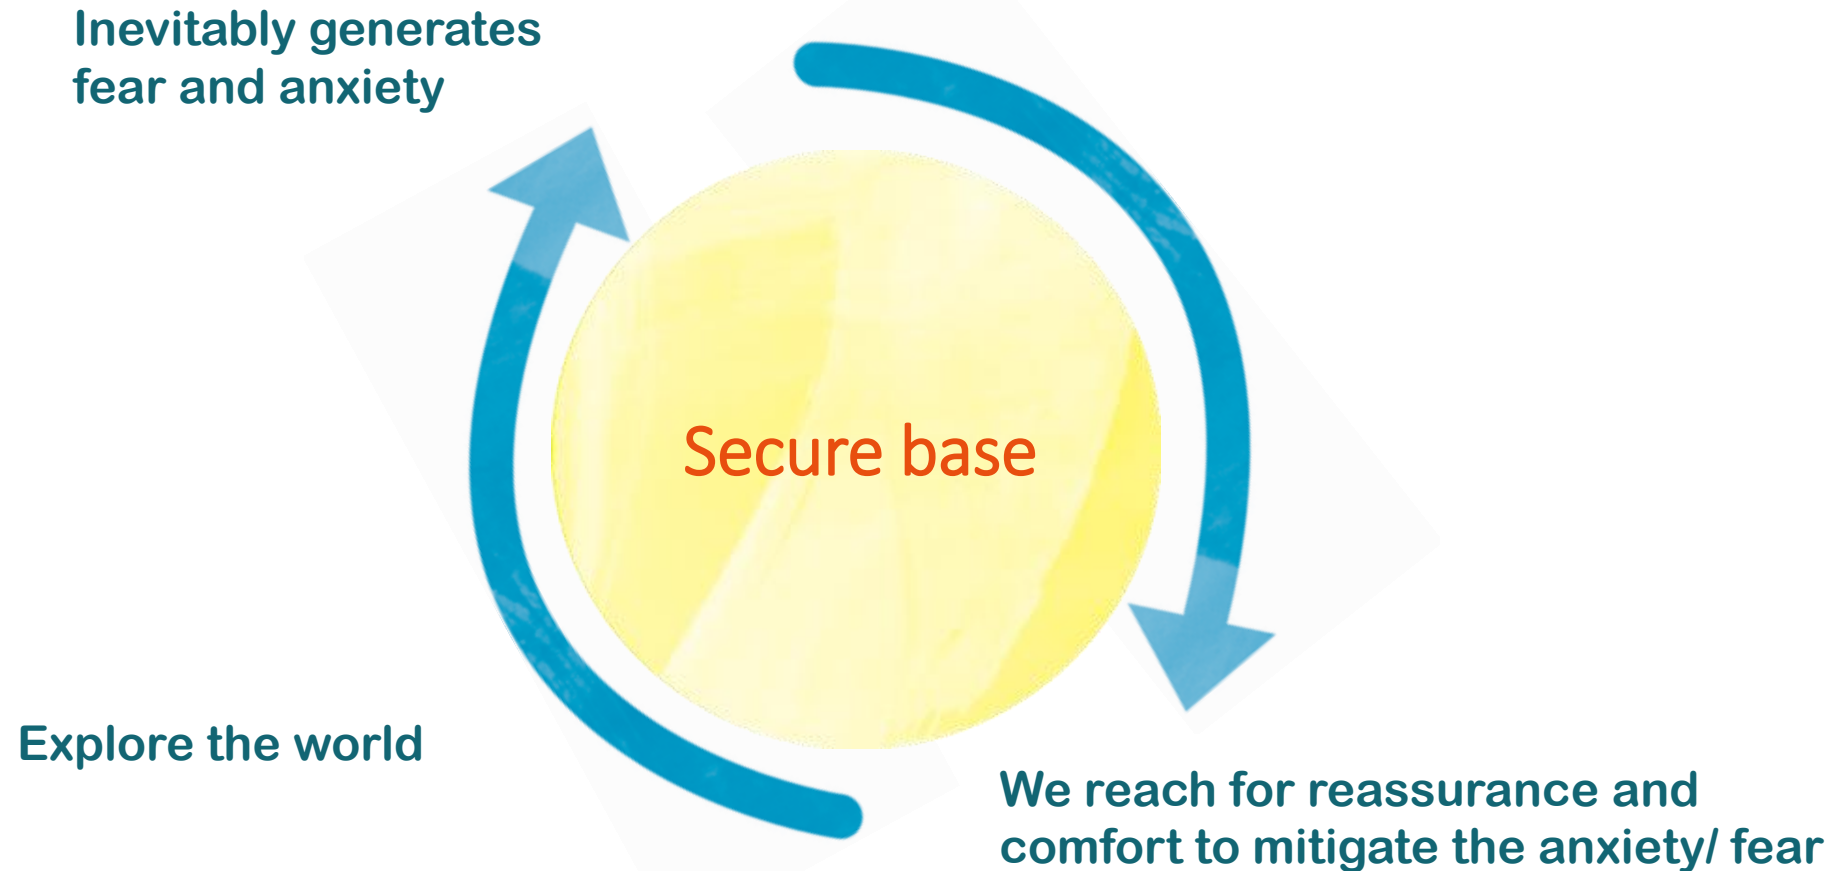 Inevitably generates
fear and anxiety
Secure base
Explore the world
We reach for reassurance and
comfort to mitigate the anxiety/ fear